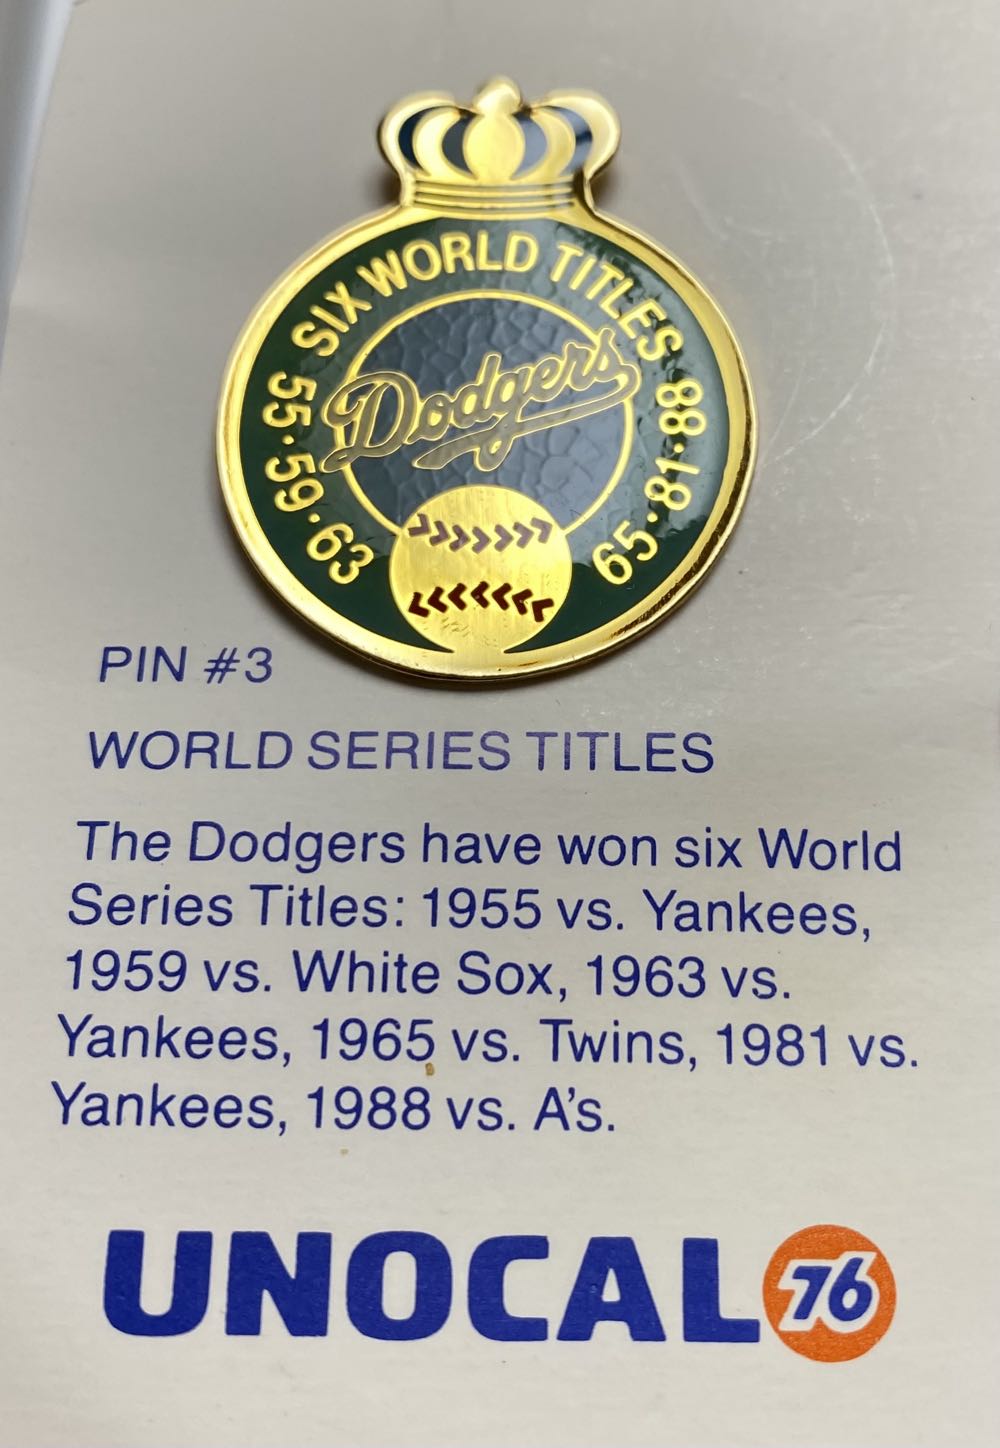 SIX WORLD TITLES
55·59·63
65·81·88
Dodgers
PIN #3
WORLD SERIES TITLES
The Dodgers have won six World
Series Titles: 1955 vs. Yankees,
1959 vs. White Sox, 1963 vs.
Yankees, 1965 vs. Twins, 1981 vs.
Yankees, 1988 vs. A's.
UNOCAL 76